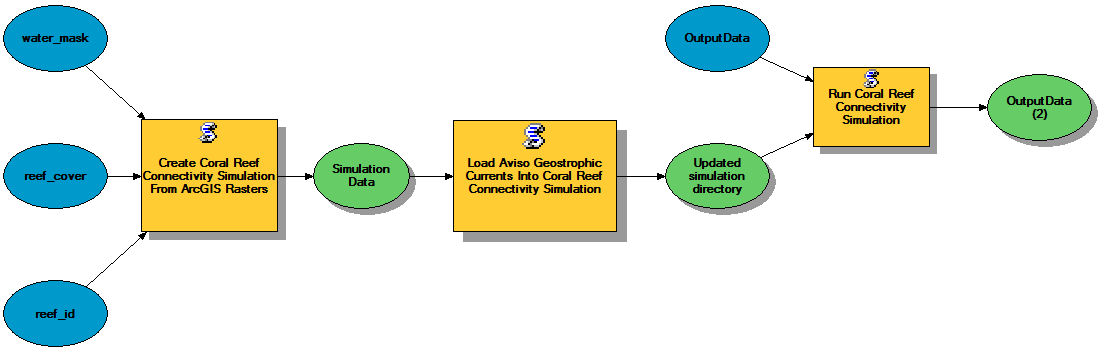 water_mask
OutputData
Run Coral Reef
Connectivity
Simulation
OutputData
(2)
reef_cover
Create Coral Reef
Connectivity Simulation
From ArcGIS Rasters
Simulation
Data
Load Aviso Geostrophic
Currents Into Coral Reef
Connectivity Simulation
Updated
simulation
directory
reef_id